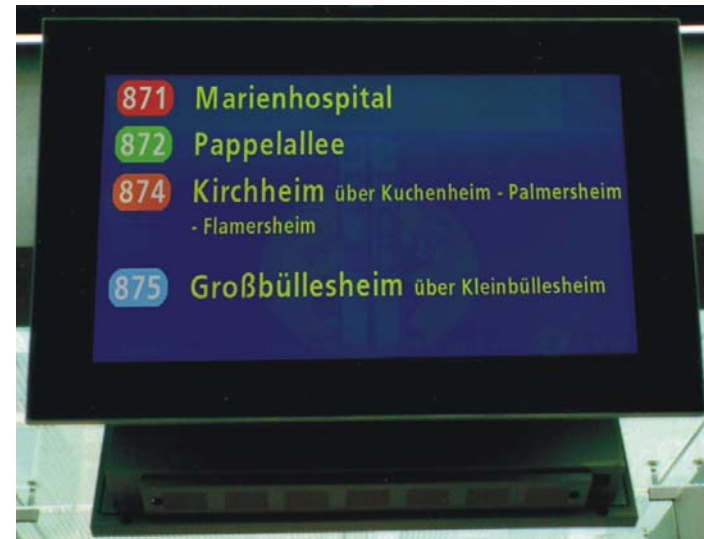 871 Marienhospital
872 Pappelallee
874 Kirchheim über Kuchenheim - Palmersheim
- Flamersheim
875 Großbüllesheim über Kleinbüllesheim